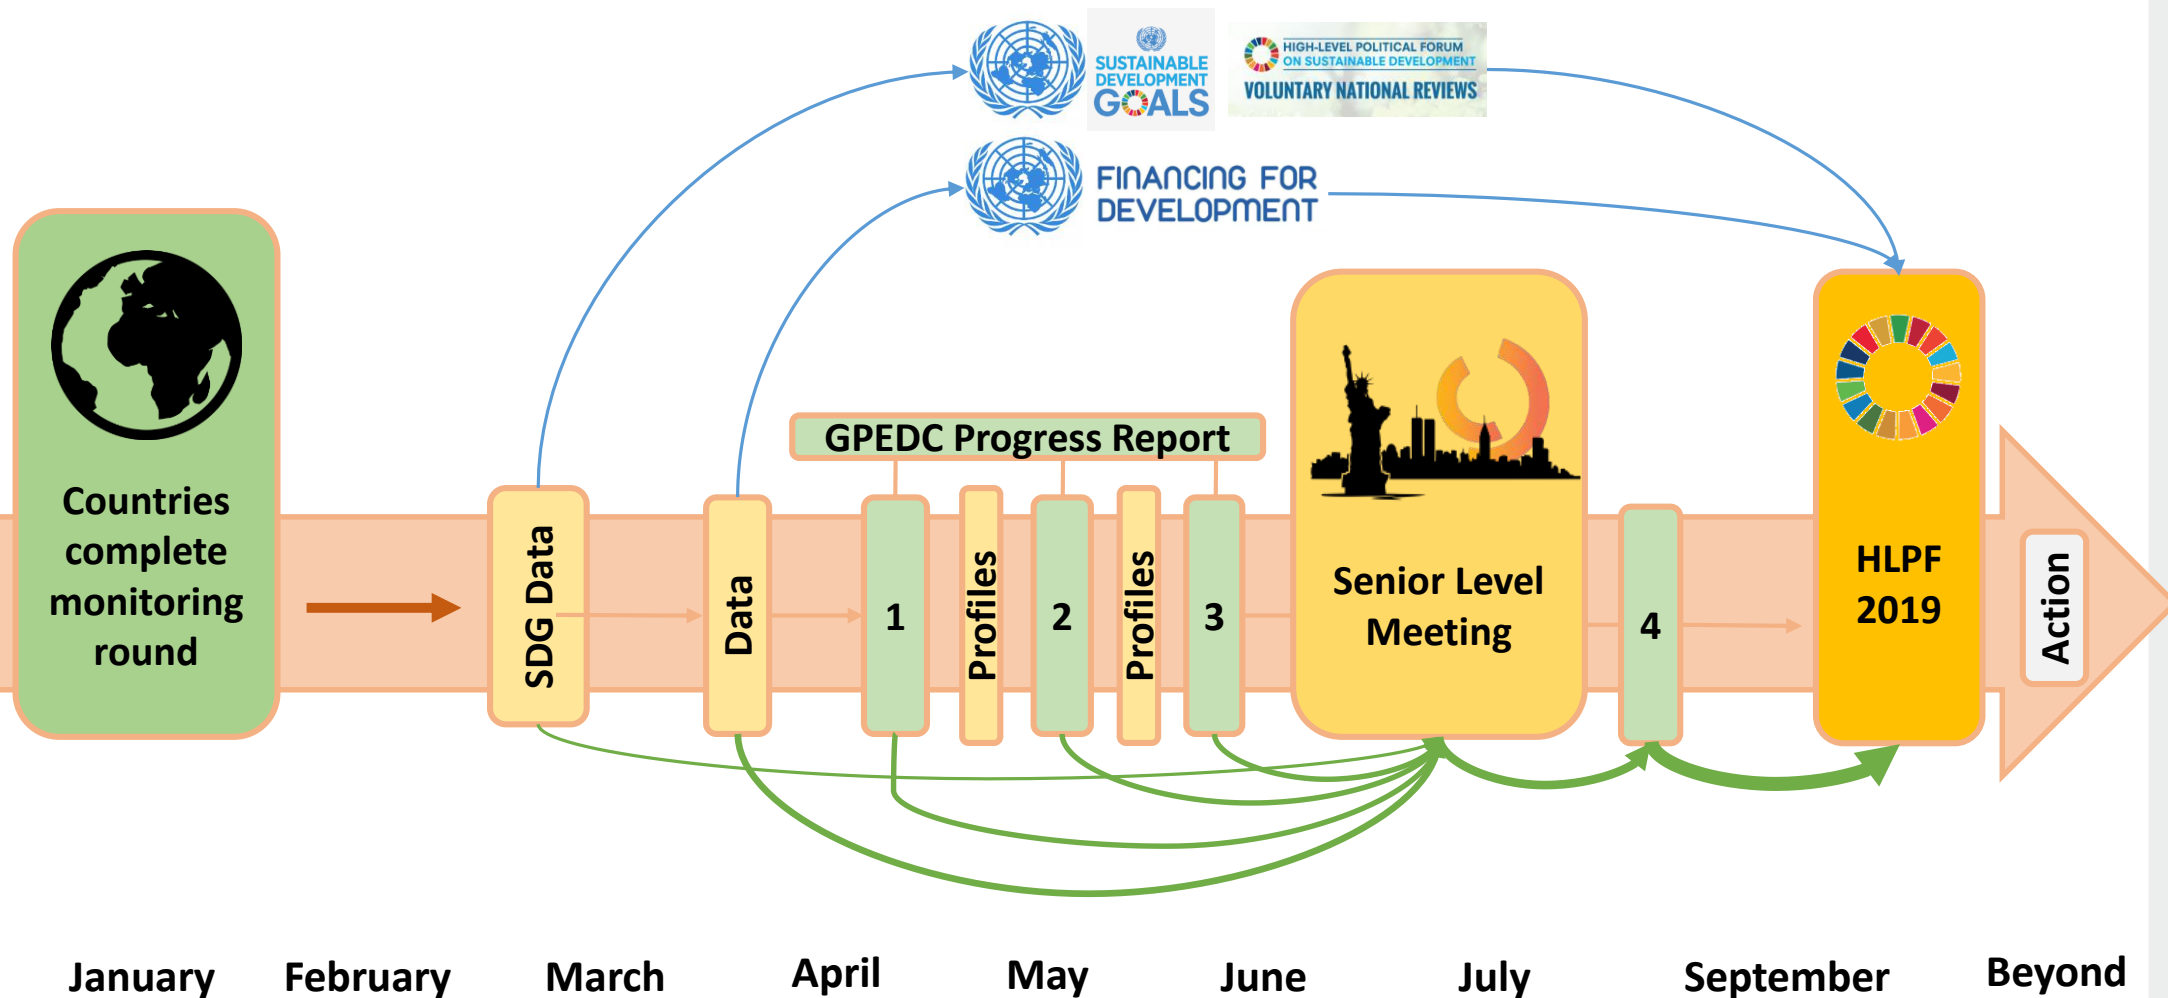 SUSTAINABLE
DEVELOPMENT
GOALS
HIGH-LEVEL POLITICAL FORUM
ON SUSTAINABLE DEVELOPMENT
VOLUNTARY NATIONAL REVIEWS
FINANCING FOR
DEVELOPMENT
Countries
complete
monitoring
round
SDG Data
Data
GPEDC Progress Report
1
Profiles
2
Profiles
3
Senior Level
Meeting
4
HLPF
2019
Action
January
February
March
April
May
June
July
September
Beyond